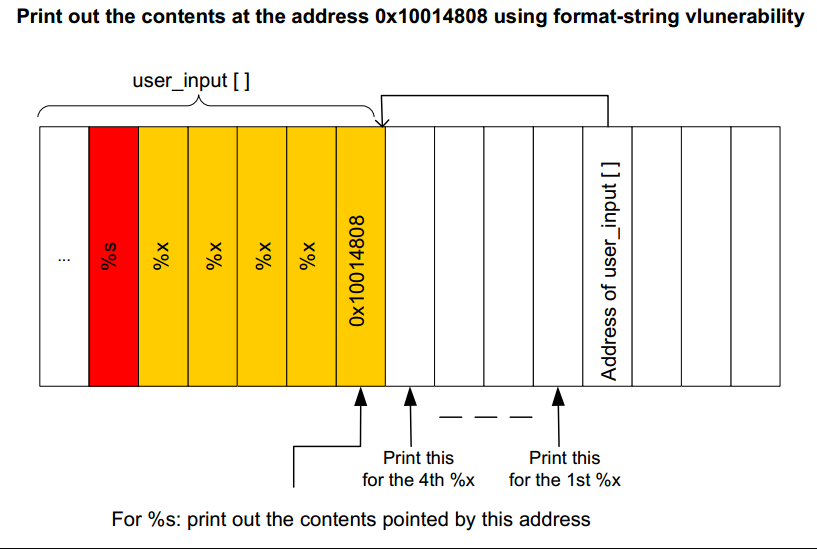 Print out the contents at the address 0x10014808 using format-string vlunerability
user_input [ ]
...
%s
%x
%x
%x
%x
0x10014808
Address of user_input [ ]
Print this
for the 4th %x
Print this
for the 1st %x
For %s: print out the contents pointed by this address